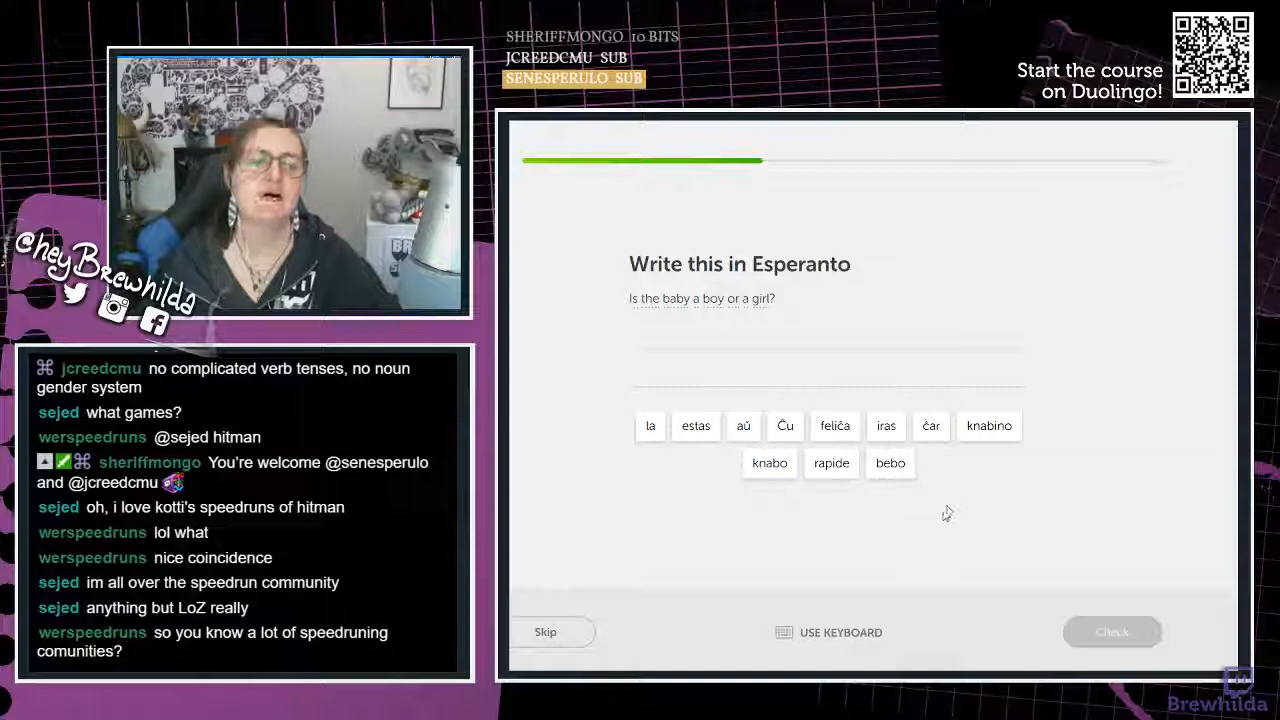 SHERIFFMONGO 10 BITS
JCREEDCMU SUB
SENESPERULO SUB
Start the course
on Duolingo!
@heyBrewhilda
jcreedcmu no complicated verb tenses, no noun
gender system
sejed what games?
werspeedruns @sejed hitman
sheriffmongo You're welcome @senesperulo
and @jcreedcmu
sejed oh, i love kotti's speedruns of hitman
werspeedruns lol what
werspeedruns nice coincidence
sejed im all over the speedrun community
sejed anything but LoZ really
werspeedruns so you know a lot of speedruning
comunities?
Write this in Esperanto
Is the baby a boy or a girl?
la estas aŭ Ĉu feliĉa iras ĉar knabino
knabo rapide bebo
Skip
USE KEYBOARD
Check
Brewhilda